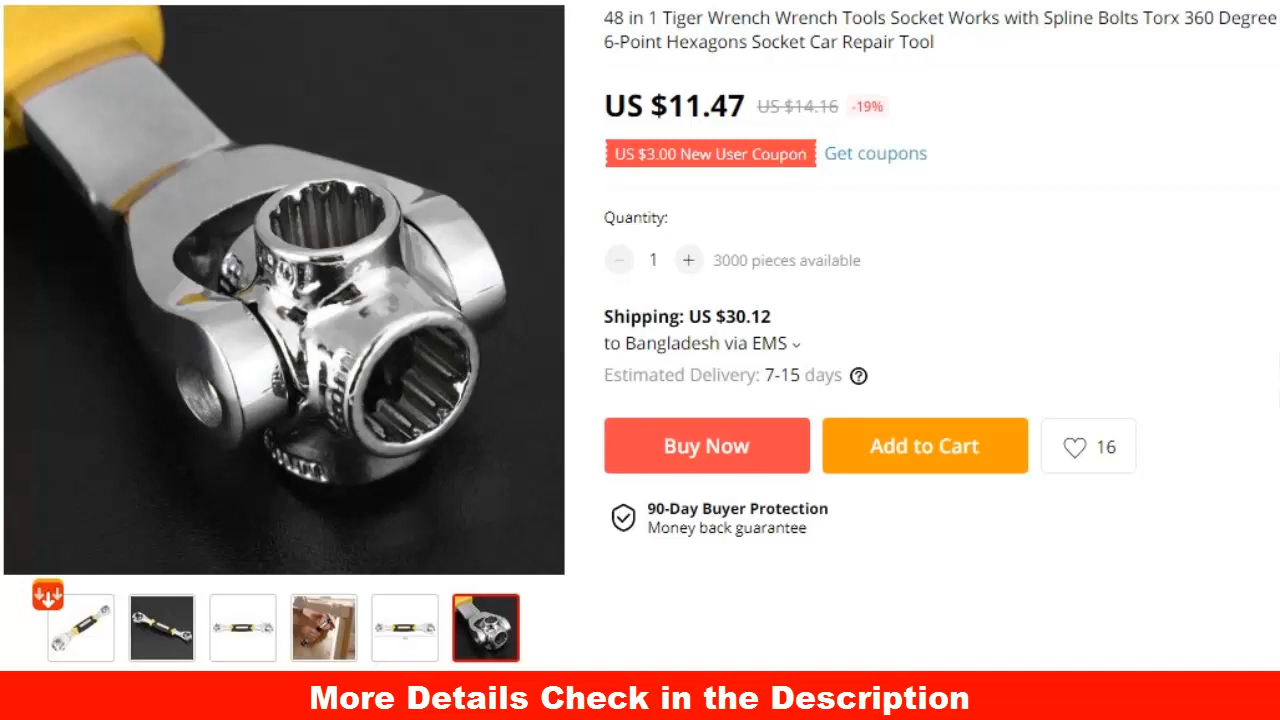 48 in 1 Tiger Wrench Wrench Tools Socket Works with Spline Bolts Torx 360 Degree
6-Point Hexagons Socket Car Repair Tool
US $11.47 US $14.16 -19%
US $3.00 New User Coupon Get coupons
Quantity:
− 1 + 3000 pieces available
Shipping: US $30.12
to Bangladesh via EMS
Estimated Delivery: 7-15 days ?
Buy Now Add to Cart 16
90-Day Buyer Protection
Money back guarantee
More Details Check in the Description